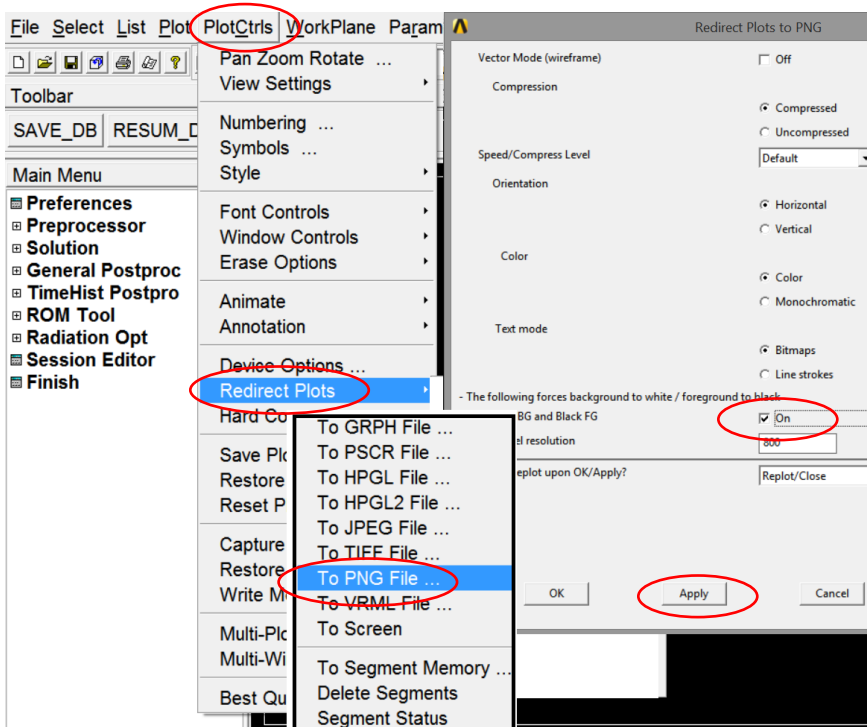 File Select List Plot PlotCtrls WorkPlane Param
Toolbar
SAVE_DB RESUM_D
Main Menu
Preferences
Preprocessor
Solution
General Postproc
TimeHist Postpro
ROM Tool
Radiation Opt
Session Editor
Finish
Pan Zoom Rotate ...
View Settings
Numbering ...
Symbols ...
Style
Font Controls
Window Controls
Erase Options
Animate
Annotation
Device Options ...
Redirect Plots
Hard Co
Save Plo
Restore
Reset P
Capture
Restore
Write M
Multi-Plo
Multi-Wi
Best Qu
To GRPH File ...
To PSCR File ...
To HPGL File ...
To HPGL2 File ...
To JPEG File ...
To TIFF File ...
To PNG File ...
To VRML File ...
To Screen
To Segment Memory ...
Delete Segments
Segment Status
Redirect Plots to PNG
Vector Mode (wireframe) Off
Compression
Compressed
Uncompressed
Speed/Compress Level Default
Orientation
Horizontal
Vertical
Color
Color
Monochromatic
Text mode
Bitmaps
Line strokes
- The following forces background to white / foreground to black
BG and Black FG On
el resolution 800
eplot upon OK/Apply? Replot/Close
OK Apply Cancel